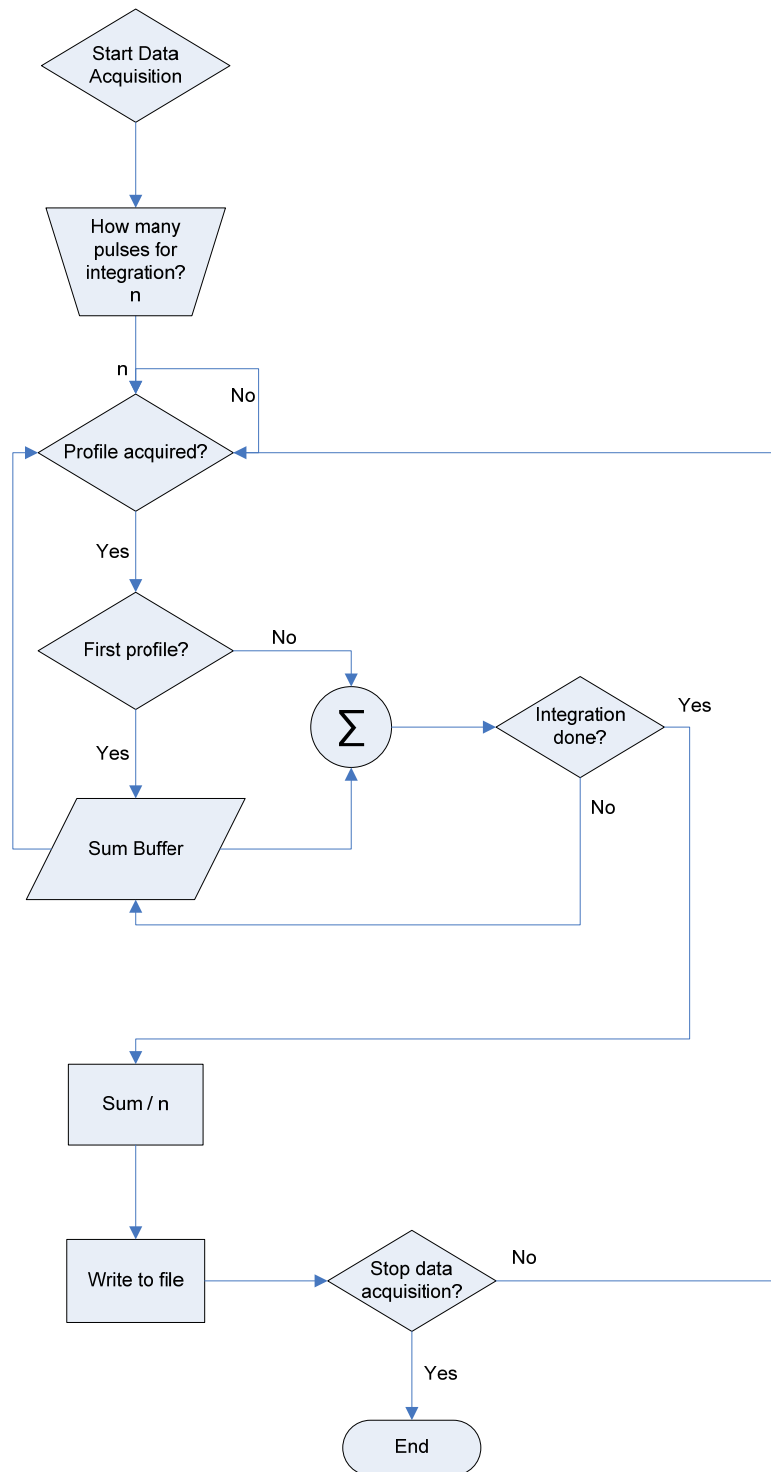 Start Data
Acquisition
How many
pulses for
integration?
n
n
No
Profile acquired?
Yes
First profile?
No
Yes
∑
Integration
done?
Yes
No
Sum Buffer
Sum / n
Write to file
Stop data
acquisition?
No
Yes
End